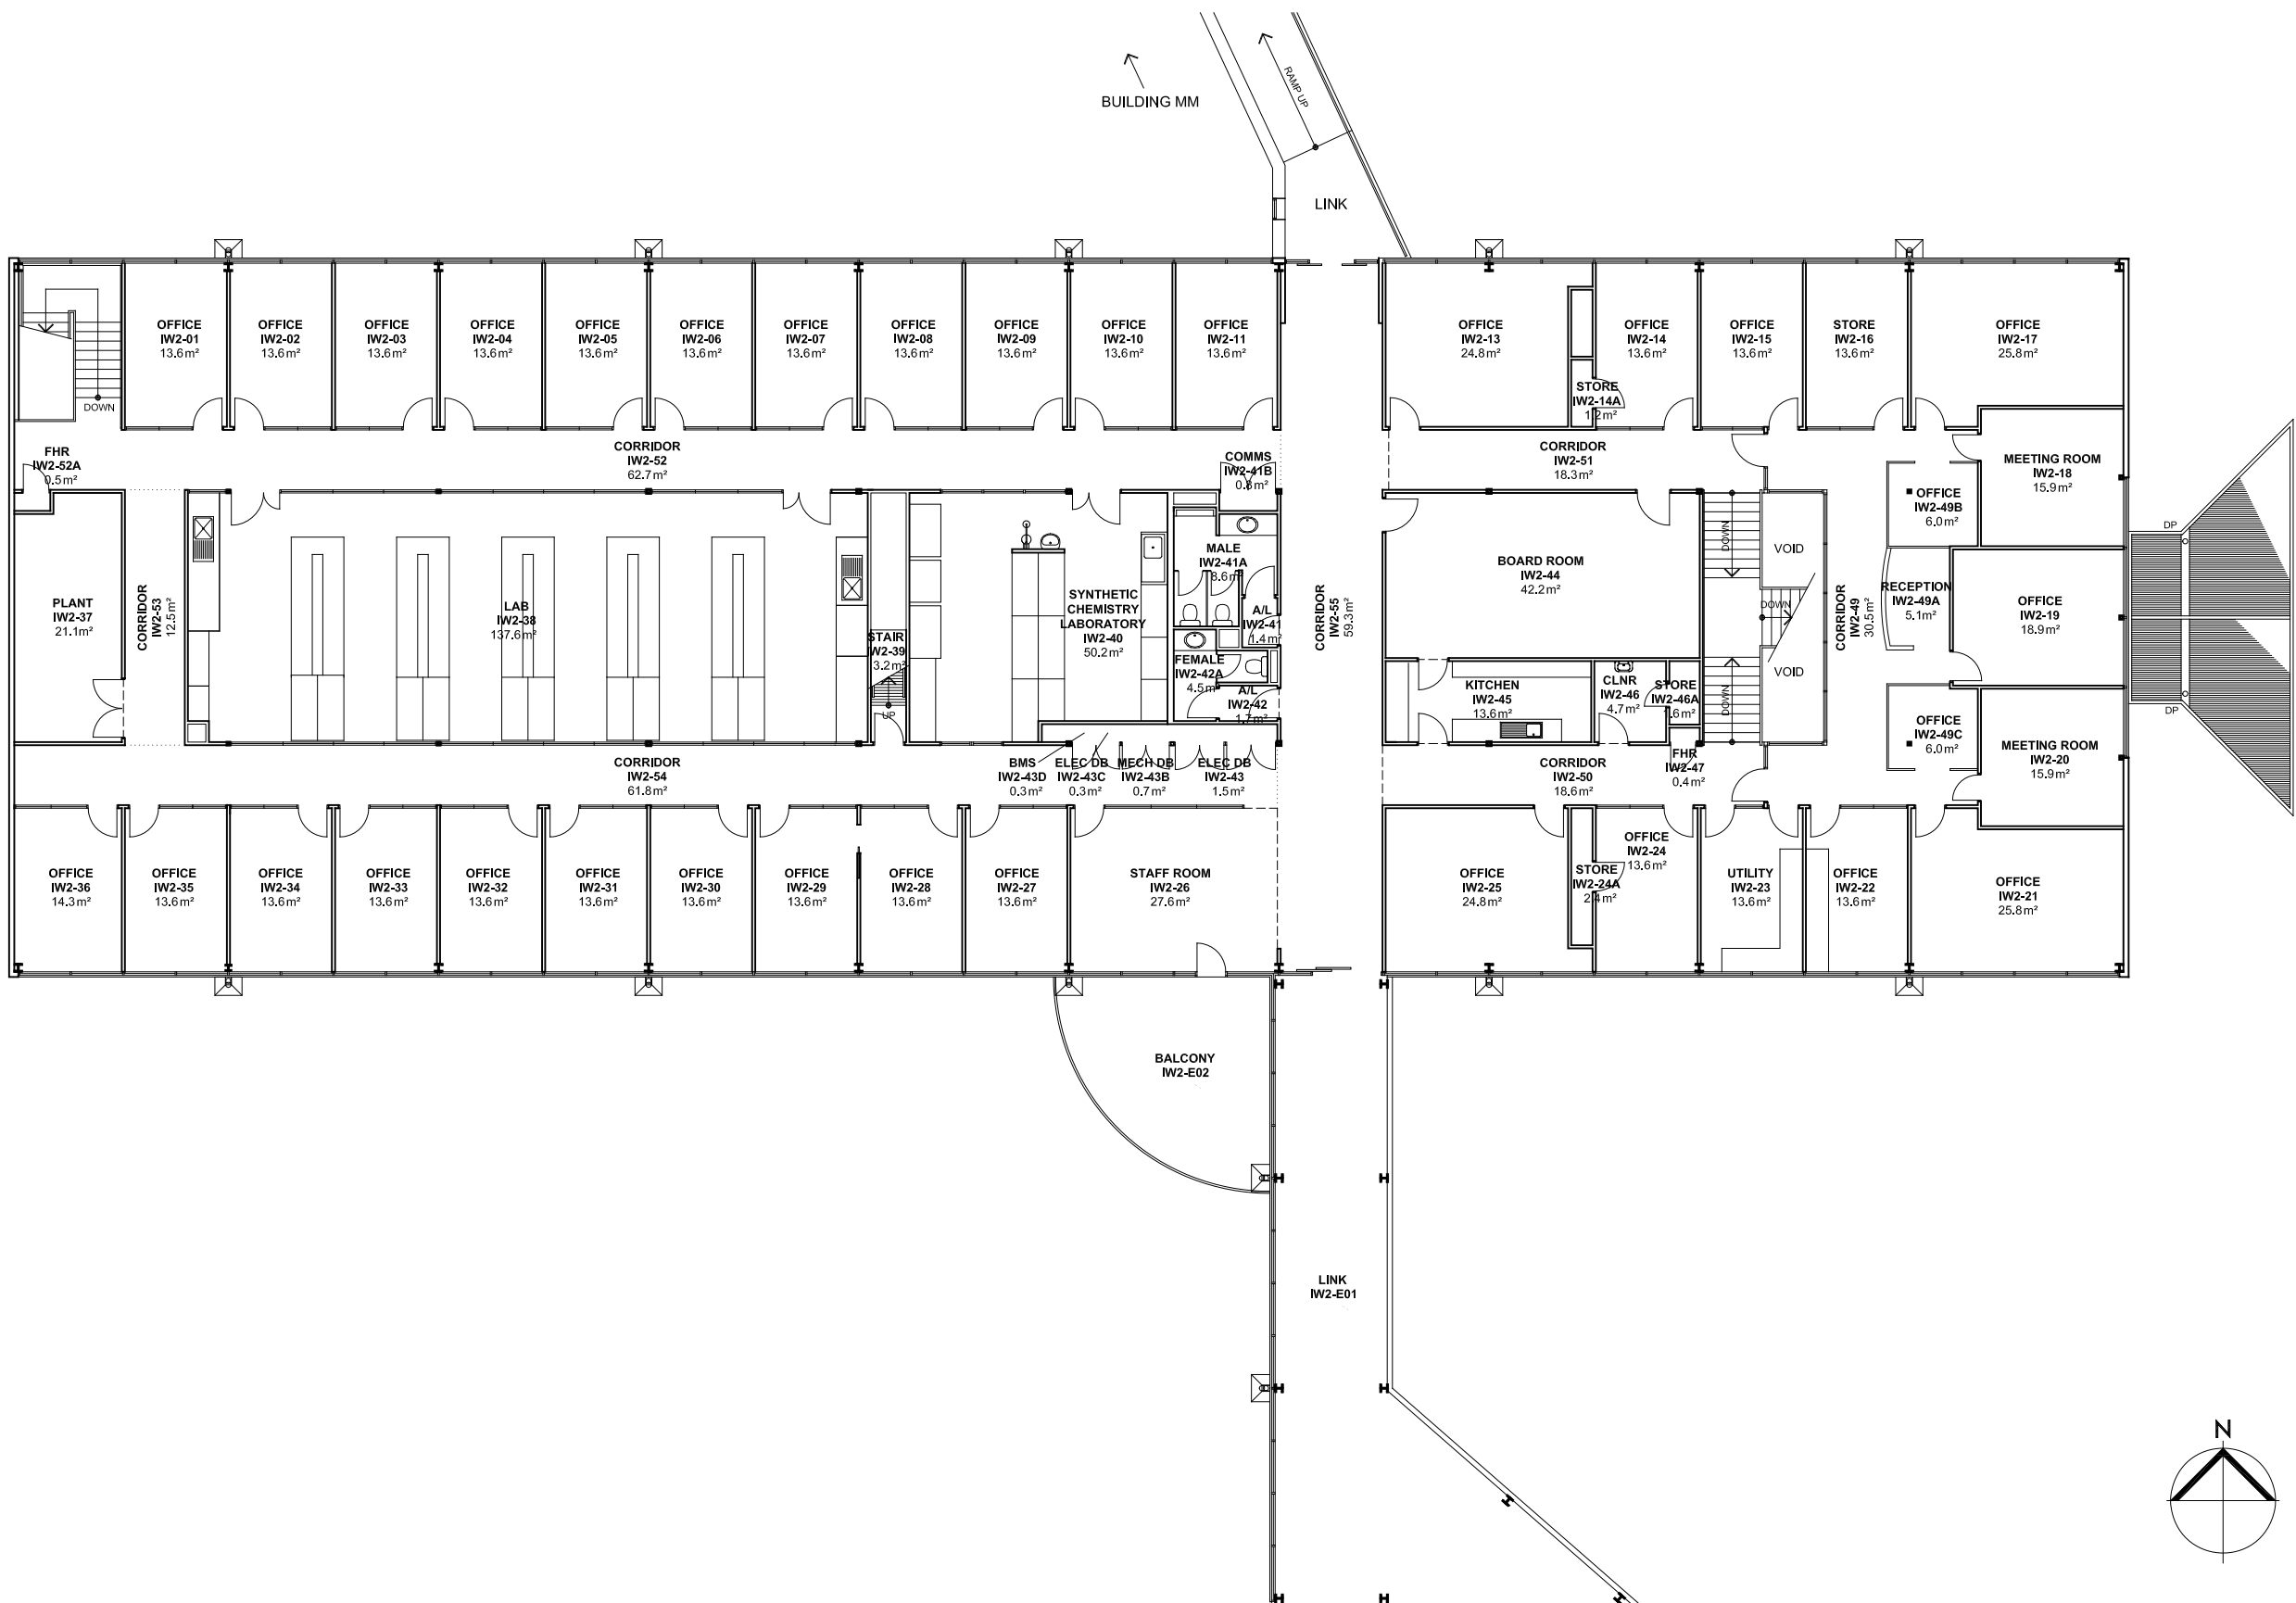 RAMP UP
BUILDING MM
LINK
OFFICE
IW2-01
13.6m²
OFFICE
IW2-02
13.6m²
OFFICE
IW2-03
13.6m²
OFFICE
IW2-04
13.6m²
OFFICE
IW2-05
13.6m²
OFFICE
IW2-06
13.6m²
OFFICE
IW2-07
13.6m²
OFFICE
IW2-08
13.6m²
OFFICE
IW2-09
13.6m²
OFFICE
IW2-10
13.6m²
OFFICE
IW2-11
13.6m²
OFFICE
IW2-13
24.8m²
OFFICE
IW2-14
13.6m²
OFFICE
IW2-15
13.6m²
STORE
IW2-16
13.6m²
OFFICE
IW2-17
25.8m²
STORE
IW2-14A
1.2m²
DOWN
FHR
IW2-52A
0.5m²
CORRIDOR
IW2-52
62.7m²
COMMS
IW2-41B
0.8m²
CORRIDOR
IW2-51
18.3m²
MEETING ROOM
IW2-18
15.9m²
OFFICE
IW2-49B
6.0m²
PLANT
IW2-37
21.1m²
CORRIDOR
IW2-53
12.5m²
LAB
IW2-38
137.6m²
STAIR
IW2-39
3.2m²
UP
SYNTHETIC
CHEMISTRY
LABORATORY
IW2-40
50.2m²
MALE
IW2-41A
8.6m²
A/L
IW2-41
1.4m²
FEMALE
IW2-42A
4.5m²
A/L
IW2-42
1.7m²
CORRIDOR
IW2-55
59.3m²
BOARD ROOM
IW2-44
42.2m²
DOWN
VOID
DOWN
VOID
DOWN
CORRIDOR
IW2-49
30.5m²
RECEPTION
IW2-49A
5.1m²
OFFICE
IW2-19
18.9m²
DP
DP
KITCHEN
IW2-45
13.6m²
CLNR
IW2-46
4.7m²
STORE
IW2-46A
OFFICE
IW2-49C
6.0m²
MEETING ROOM
IW2-20
15.9m²
CORRIDOR
IW2-54
61.8m²
BMS
IW2-43D
0.3m²
ELEC DB
IW2-43C
0.3m²
MECH DB
IW2-43B
0.7m²
ELEC DB
IW2-43
1.5m²
CORRIDOR
IW2-50
18.6m²
FHR
IW2-47
0.4m²
OFFICE
IW2-36
14.3m²
OFFICE
IW2-35
13.6m²
OFFICE
IW2-34
13.6m²
OFFICE
IW2-33
13.6m²
OFFICE
IW2-32
13.6m²
OFFICE
IW2-31
13.6m²
OFFICE
IW2-30
13.6m²
OFFICE
IW2-29
13.6m²
OFFICE
IW2-28
13.6m²
OFFICE
IW2-27
13.6m²
STAFF ROOM
IW2-26
27.6m²
OFFICE
IW2-25
24.8m²
STORE
IW2-24A
2.4m²
OFFICE
IW2-24
13.6m²
UTILITY
IW2-23
13.6m²
OFFICE
IW2-22
13.6m²
OFFICE
IW2-21
25.8m²
BALCONY
IW2-E02
LINK
IW2-E01
N